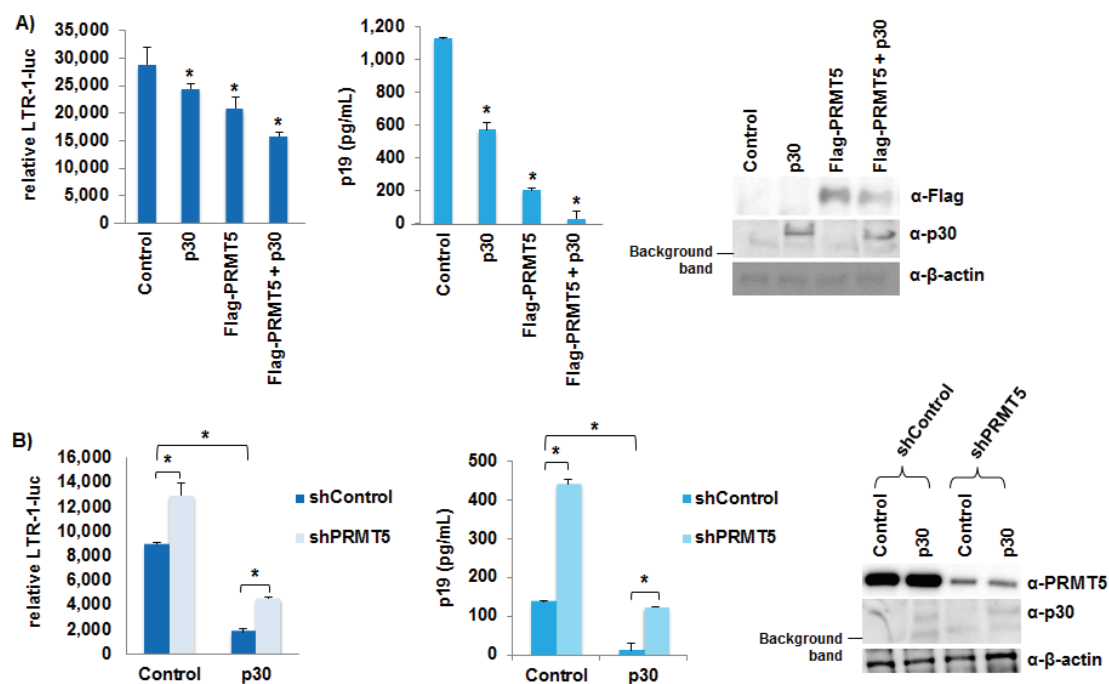 A)
relative LTR-1-luc
35,000
30,000
25,000
20,000
15,000
10,000
5,000
0
*
*
*
Control
p30
Flag-PRMT5
Flag-PRMT5 + p30
p19 (pg/mL)
1,200
1,000
800
600
400
200
0
*
*
*
Control
p30
Flag-PRMT5
Flag-PRMT5 + p30
Control
p30
Flag-PRMT5
Flag-PRMT5 + p30
α-Flag
α-p30
Background
band
α-β-actin
B)
relative LTR-1-luc
16,000
14,000
12,000
10,000
8,000
6,000
4,000
2,000
0
*
*
*
Control
p30
shControl
shPRMT5
p19 (pg/mL)
500
400
300
200
100
0
*
*
*
Control
p30
shControl
shPRMT5
shControl
shPRMT5
Control
p30
Control
p30
α-PRMT5
α-p30
Background
band
α-β-actin